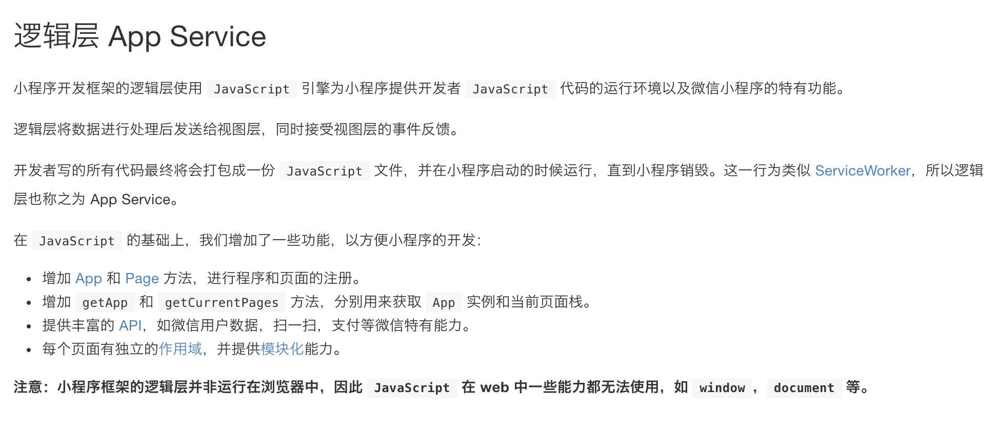 逻辑层 App Service
小程序开发框架的逻辑层使用 JavaScript 引擎为小程序提供开发者 JavaScript 代码的运行环境以及微信小程序的特有功能。
逻辑层将数据进行处理后发送给视图层，同时接受视图层的事件反馈。
开发者写的所有代码最终将会打包成一份 JavaScript 文件，并在小程序启动的时候运行，直到小程序销毁。这一行为类似 ServiceWorker，所以逻辑
层也称之为 App Service。
在 JavaScript 的基础上，我们增加了一些功能，以方便小程序的开发：
• 增加 App 和 Page 方法，进行程序和页面的注册。
• 增加 getApp 和 getCurrentPages 方法，分别用来获取 App 实例和当前页面栈。
• 提供丰富的 API，如微信用户数据，扫一扫，支付等微信特有能力。
• 每个页面有独立的作用域，并提供模块化能力。
注意：小程序框架的逻辑层并非运行在浏览器中，因此 JavaScript 在 web 中一些能力都无法使用，如 window，document 等。